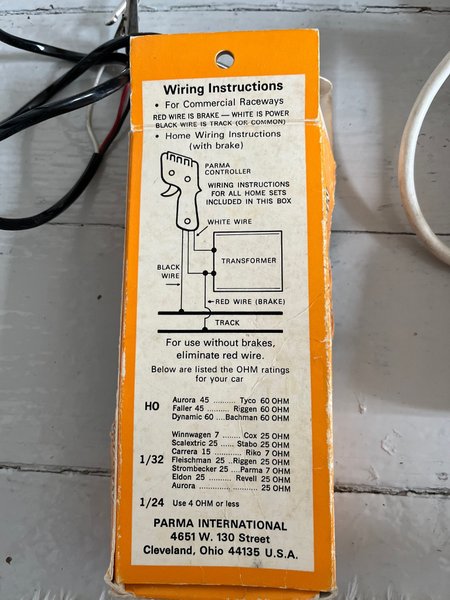 Wiring Instructions
• For Commercial Raceways
RED WIRE IS BRAKE — WHITE IS POWER
BLACK WIRE IS TRACK (OR COMMON)
• Home Wiring Instructions
(with brake)
PARMA
CONTROLLER
WIRING INSTRUCTIONS
FOR ALL HOME SETS
INCLUDED IN THIS BOX
WHITE WIRE
TRANSFORMER
BLACK
WIRE
RED WIRE (BRAKE)
TRACK
For use without brakes,
eliminate red wire.
Below are listed the OHM ratings
for your car
HO
Aurora 45 .......... Tyco 60 OHM
Faller 45 ........ Riggen 60 OHM
Dynamic 60 ....Bachman 60 OHM
1/32
Winnwagen 7 ....... Cox 25 OHM
Scalextric 25 ...... Stabo 25 OHM
Carrera 15 .......... Riko 7 OHM
Fleischman 25 ..Riggen 25 OHM
Strombecker 25 ....Parma 7 OHM
Eldon 25 .......... Revell 25 OHM
Aurora ..................... 25 OHM
1/24 Use 4 OHM or less
PARMA INTERNATIONAL
4651 W. 130 Street
Cleveland, Ohio 44135 U.S.A.